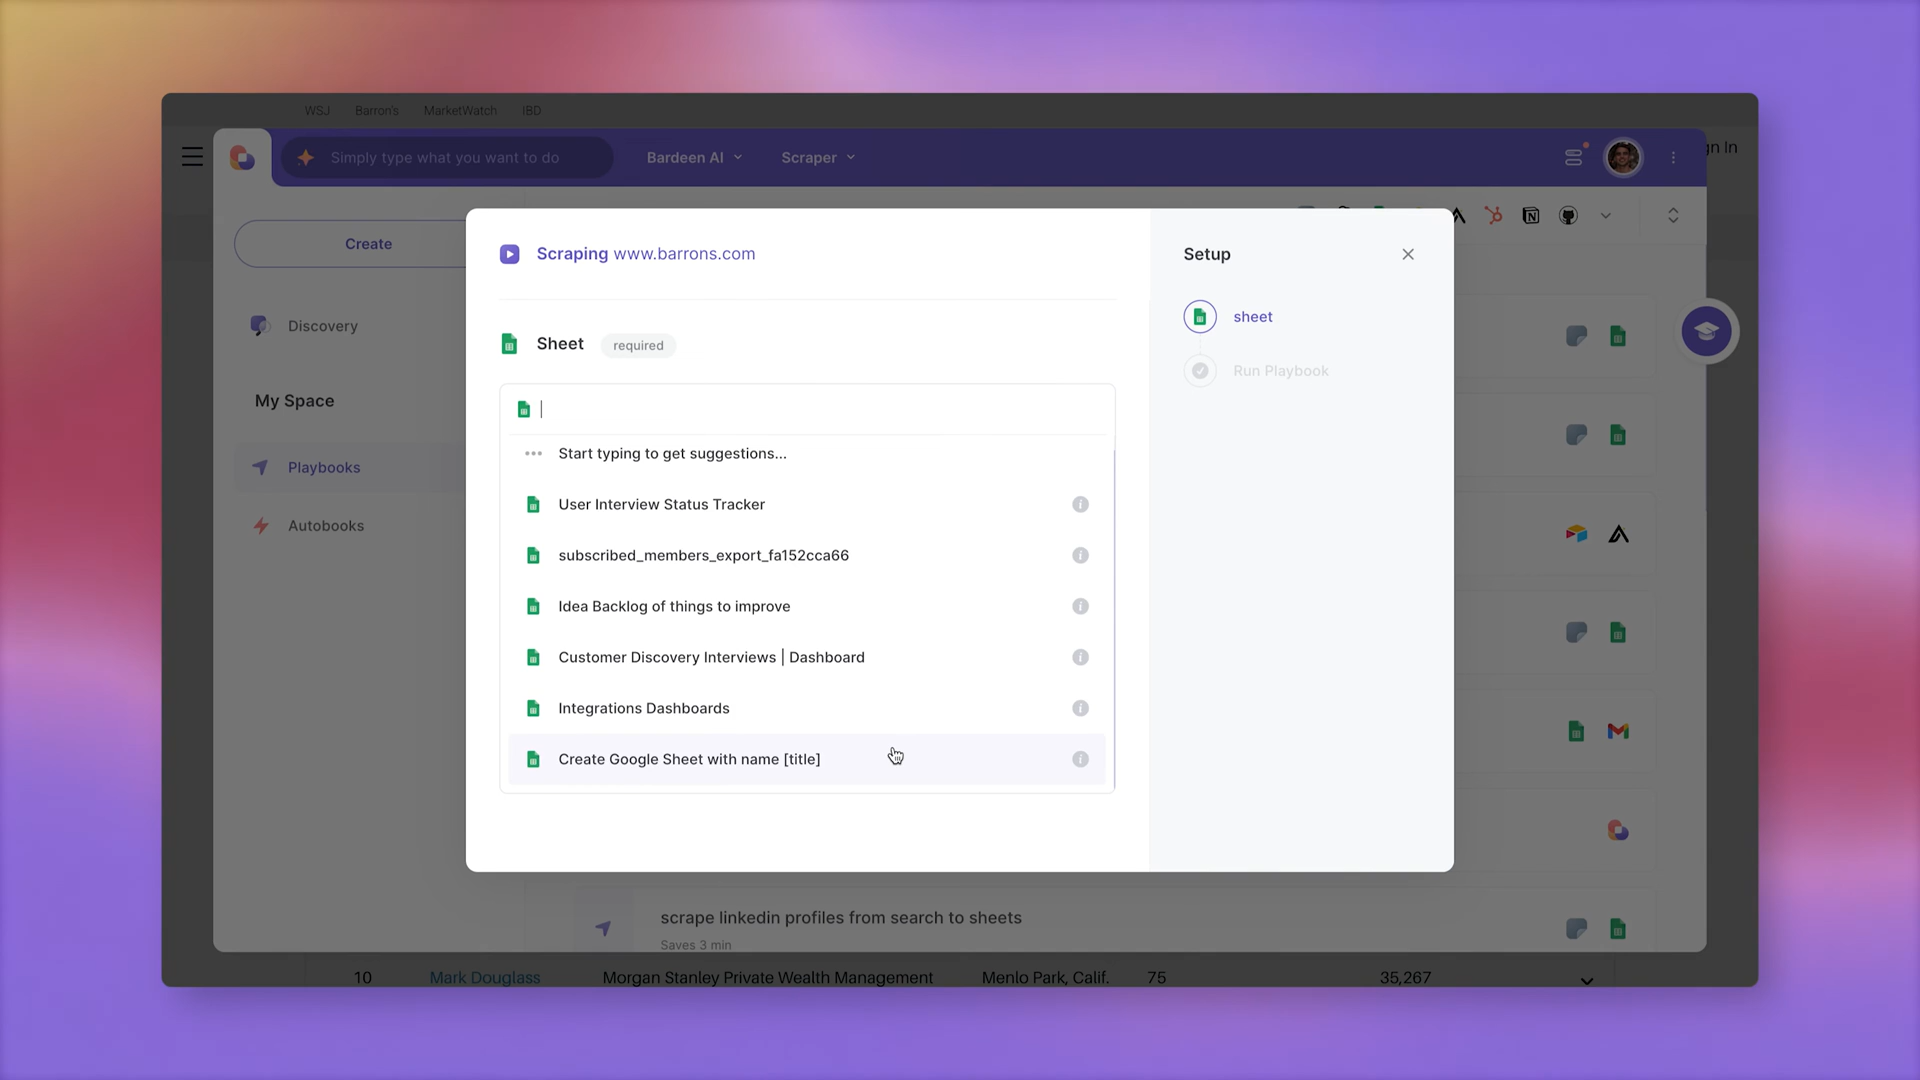 WSJ Barron's MarketWatch IBD
Simply type what you want to do
Bardeen AI
Scraper
gn In
Create
Discovery
My Space
Playbooks
Autobooks
Scraping www.barrons.com
Sheet required
Start typing to get suggestions...
User Interview Status Tracker
subscribed_members_export_fa152cca66
Idea Backlog of things to improve
Customer Discovery Interviews | Dashboard
Integrations Dashboards
Create Google Sheet with name [title]
Setup
sheet
Run Playbook
scrape linkedin profiles from search to sheets
Saves 3 min
10 Mark Douglass Morgan Stanley Private Wealth Management Menlo Park, Calif. 75 35,267